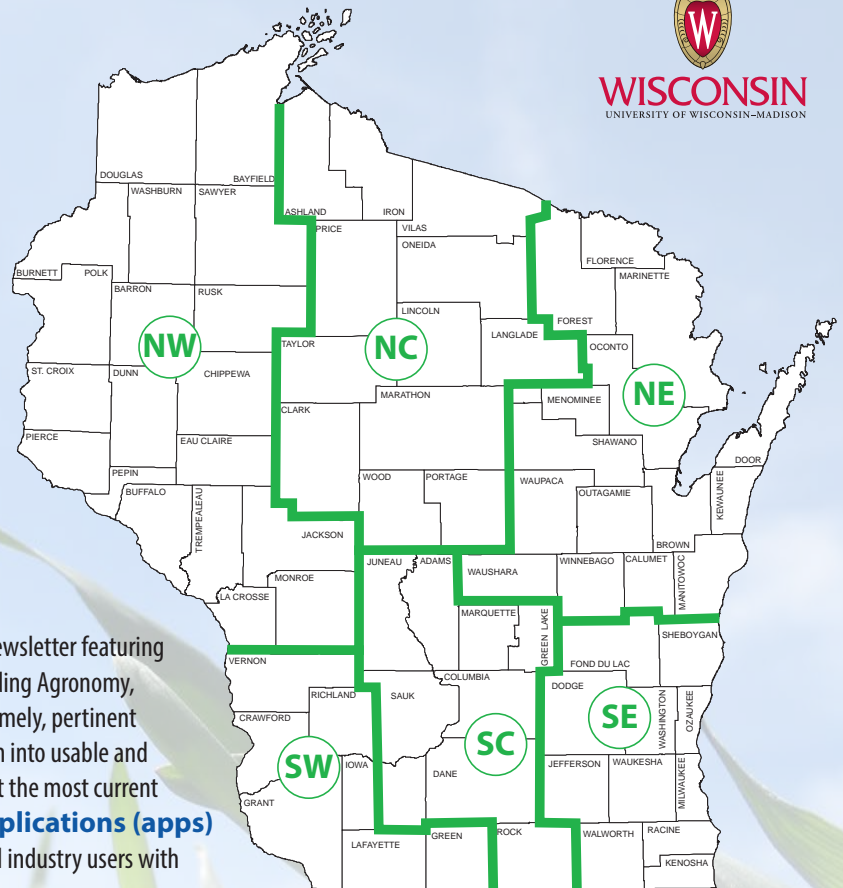 W
WISCONSIN
UNIVERSITY OF WISCONSIN–MADISON
DOUGLAS
BAYFIELD
WASHBURN
SAWYER
ASHLAND
IRON
PRICE
VILAS
ONEIDA
FLORENCE
BURNETT
POLK
MARINETTE
BARRON
RUSK
LINCOLN
FOREST
LANGLADE
NW
NC
TAYLOR
OCONTO
ST. CROIX
DUNN
CHIPPEWA
NE
MARATHON
MENOMINEE
CLARK
PIERCE
EAU CLAIRE
SHAWANO
DOOR
PEPIN
WOOD
PORTAGE
WAUPACA
BUFFALO
TREMPEALEAU
OUTAGAMIE
KEWAUNEE
JACKSON
BROWN
JUNEAU
ADAMS
WAUSHARA
WINNEBAGO
CALUMET
MANITOWOC
MONROE
LA CROSSE
MARQUETTE
GREEN LAKE
SHEBOYGAN
VERNON
FOND DU LAC
COLUMBIA
DODGE
RICHLAND
SAUK
WASHINGTON
OZAUKEE
CRAWFORD
SE
SC
SW
IOWA
JEFFERSON
WAUKESHA
MILWAUKEE
DANE
GRANT
GREEN
ROCK
WALWORTH
RACINE
LAFAYETTE
KENOSHA
ewsletter featuring
ding Agronomy,
mely, pertinent
n into usable and
t the most current
plications (apps)
l industry users with